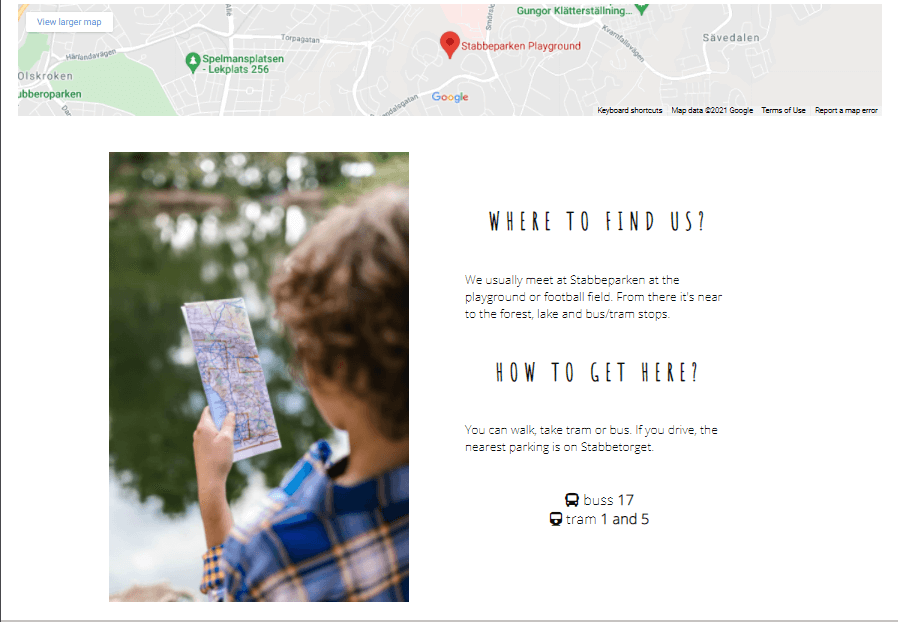 View larger map
Alle
Torpagatan
Härlandavägen
Olskroken
ubberoparken
Spelmansplatsen
- Lekplats 256
Gungor Klätterställning...
Stabbeparken Playground
Kvarnfallsvägen
Sävedalen
Google
Keyboard shortcuts Map data ©2021 Google Terms of Use Report a map error
WHERE TO FIND US?
We usually meet at Stabbeparken at the
playground or football field. From there it's near
to the forest, lake and bus/tram stops.
HOW TO GET HERE?
You can walk, take tram or bus. If you drive, the
nearest parking is on Stabbetorget.
buss 17
tram 1 and 5